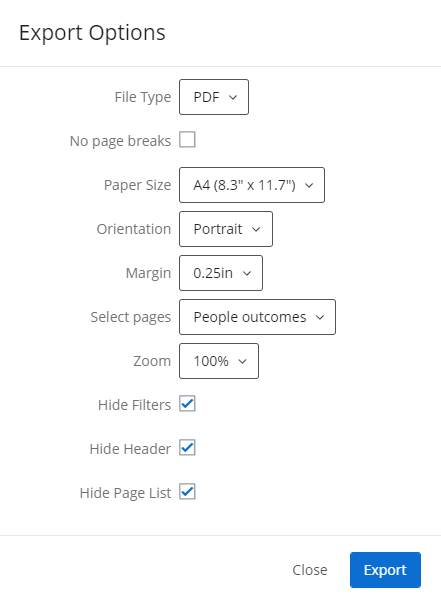 Export Options
File Type PDF
No page breaks
Paper Size A4 (8.3" x 11.7")
Orientation Portrait
Margin 0.25in
Select pages People outcomes
Zoom 100%
Hide Filters
Hide Header
Hide Page List
Close Export